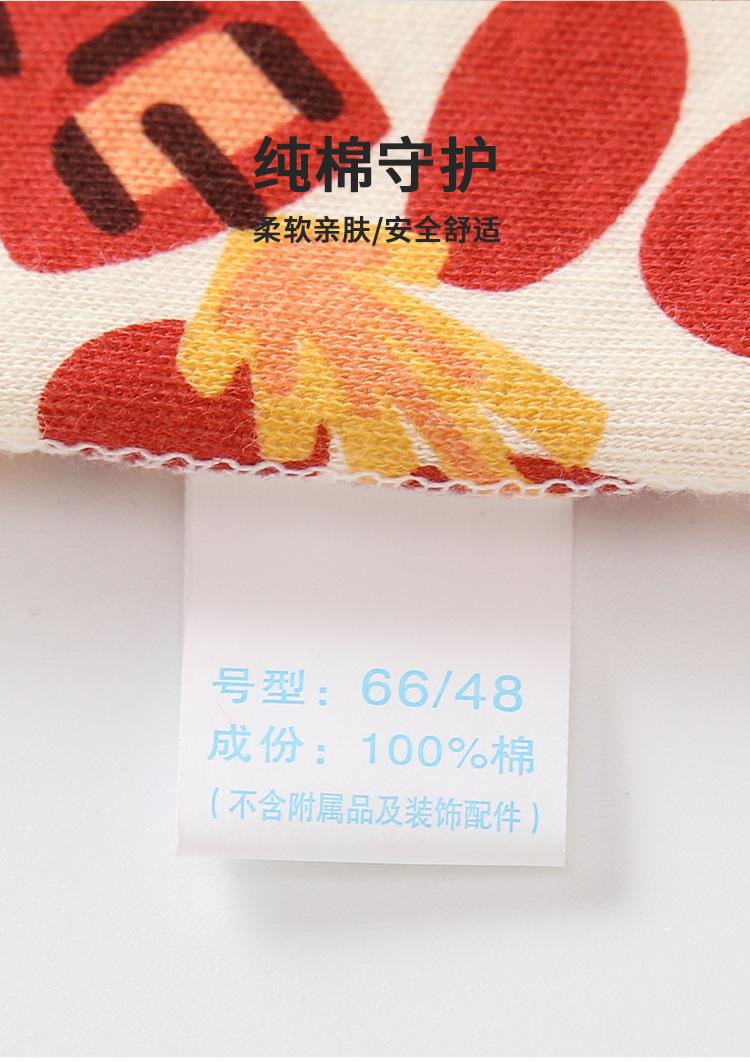 纯棉守护
柔软亲肤/安全舒适
号型：66/48
成份：100%棉
(不含附属品及装饰配件)